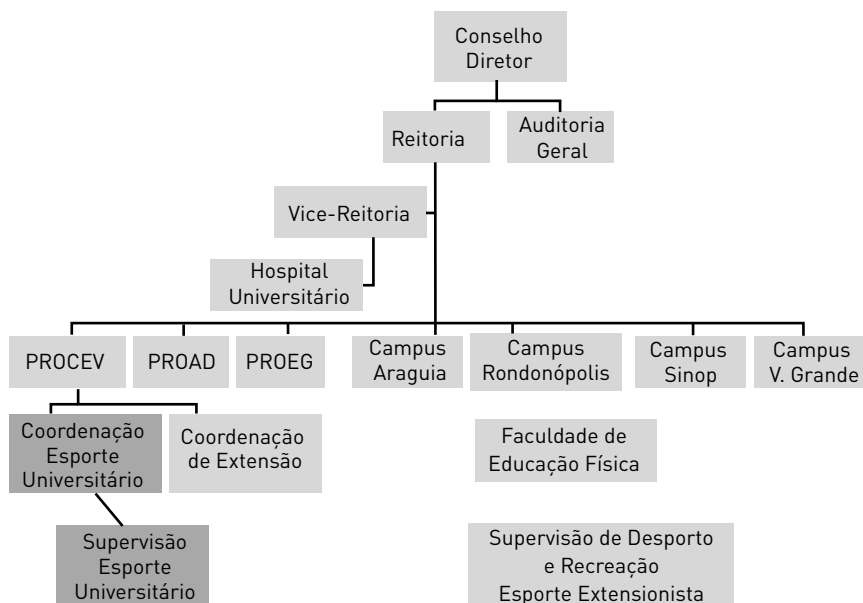 Conselho
Diretor
Reitoria
Auditoria
Geral
Vice-Reitoria
Hospital
Universitário
PROCEV
PROAD
PROEG
Campus
Araguia
Campus
Rondonópolis
Campus
Sinop
Campus
V. Grande
Coordenação
Esporte
Universitário
Coordenação
de Extensão
Faculdade de
Educação Física
Supervisão
Esporte
Universitário
Supervisão de Desporto
e Recreação
Esporte Extensionista